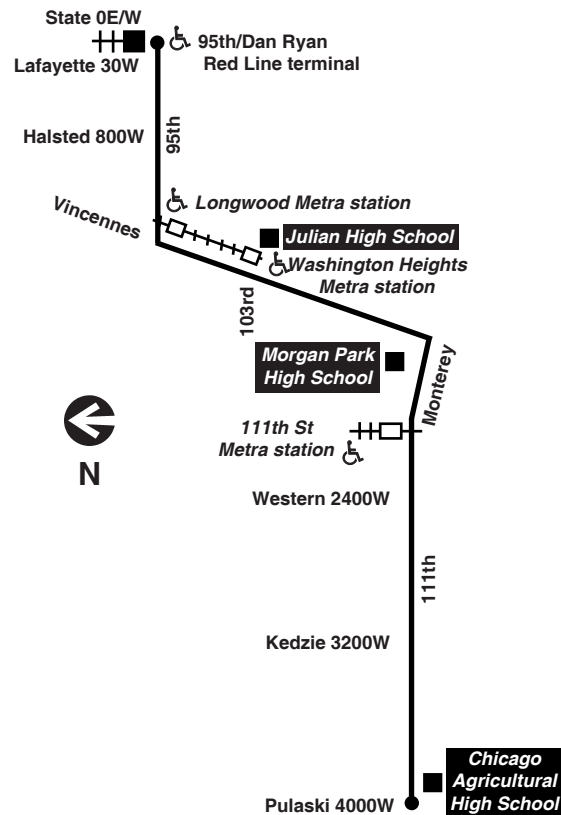 State 0E/W
95th/Dan Ryan
Red Line terminal
Lafayette 30W
Halsted 800W
95th
Longwood Metra station
Vincennes
Julian High School
Washington Heights
Metra station
103rd
Morgan Park
High School
Monterey
111th St
Metra station
N
Western 2400W
111th
Kedzie 3200W
Chicago
Agricultural
High School
Pulaski 4000W